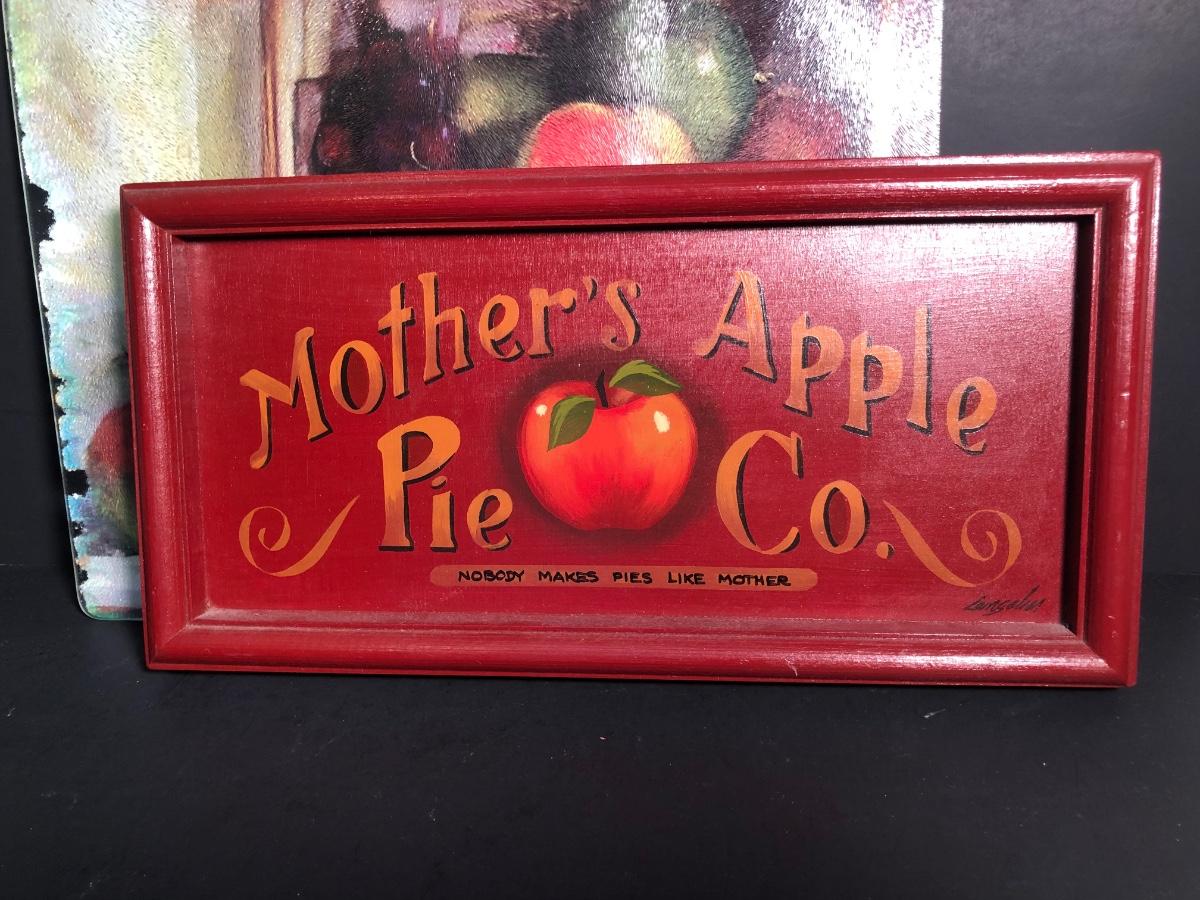 Mother's Apple
Pie Co.
NOBODY MAKES PIES LIKE MOTHER